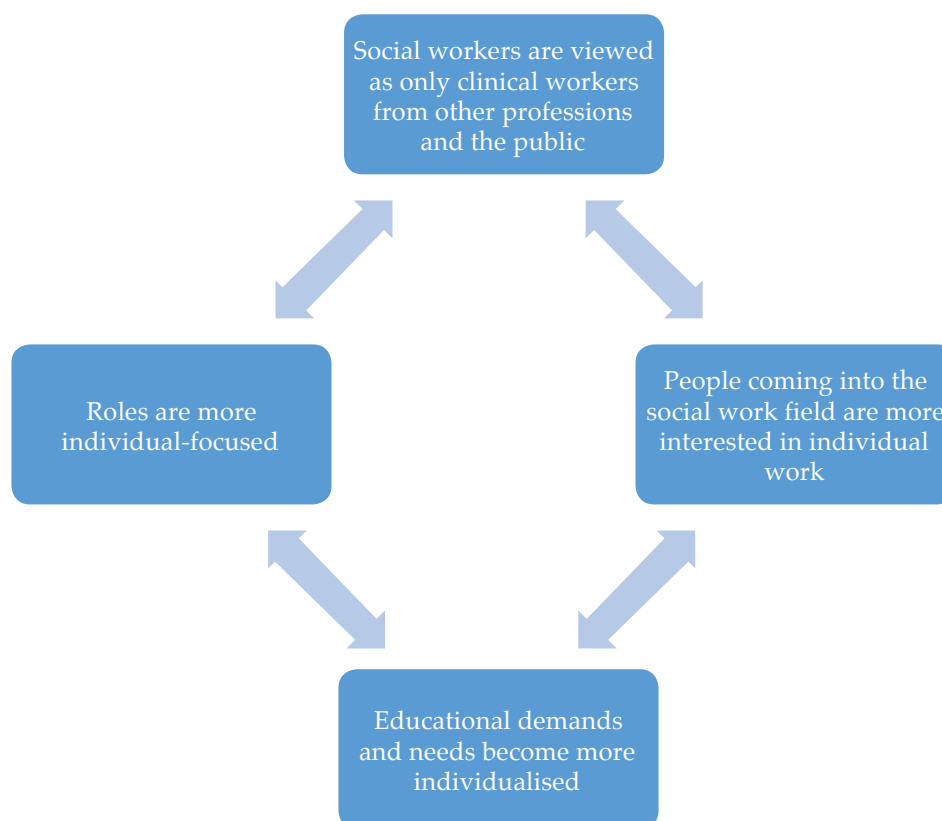 Social workers are viewed
as only clinical workers
from other professions
and the public
Roles are more
individual-focused
People coming into the
social work field are more
interested in individual
work
Educational demands
and needs become more
individualised